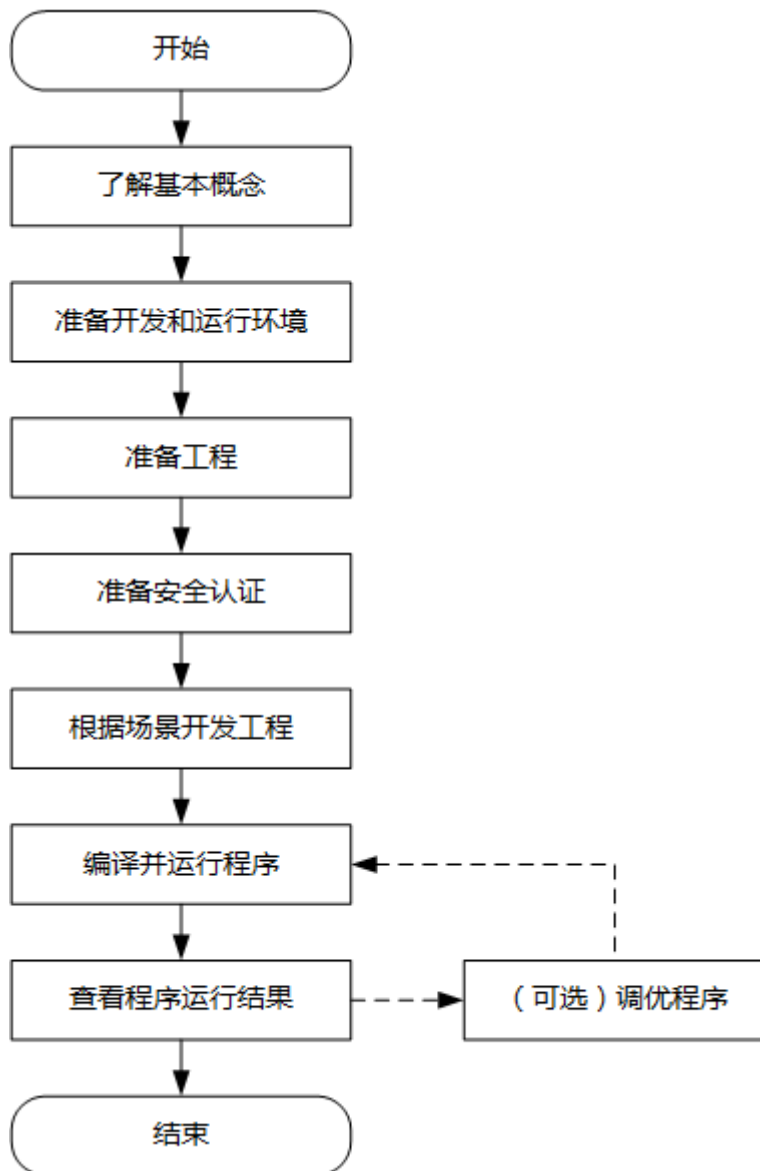 开始
了解基本概念
准备开发和运行环境
准备工程
准备安全认证
根据场景开发工程
编译并运行程序
查看程序运行结果
（可选）调优程序
结束